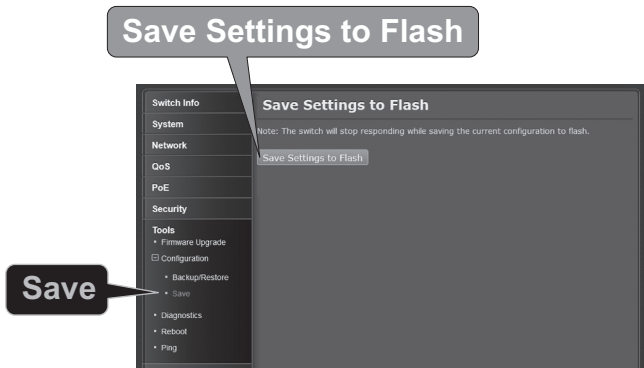 Save Settings to Flash
Switch Info
System
Network
QoS
PoE
Security
Tools
• Firmware Upgrade
Configuration
• Backup/Restore
• Save
• Diagnostics
• Reboot
• Ping
Save Settings to Flash
Note: The switch will stop responding while saving the current configuration to flash.
Save Settings to Flash
Save